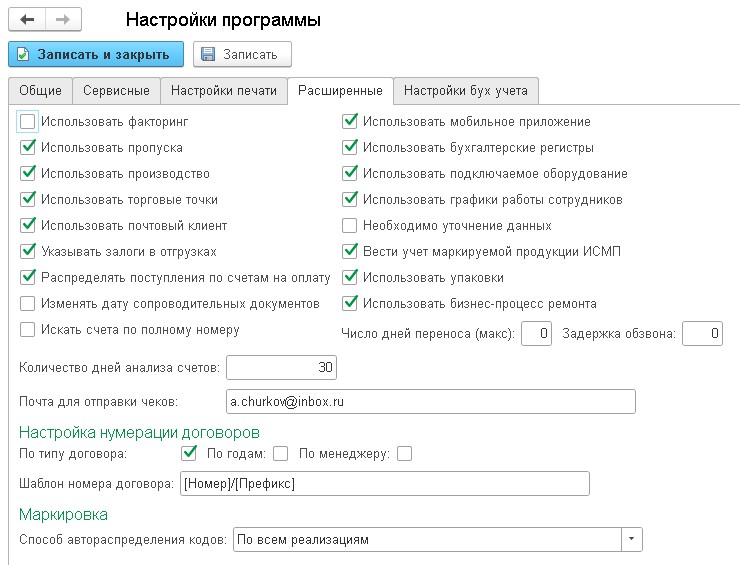 Настройки программы
Записать и закрыть Записать
Общие Сервисные Настройки печати Расширенные Настройки бух учета
Использовать факторинг Использовать мобильное приложение
Использовать пропуска Использовать бухгалтерские регистры
Использовать производство Использовать подключаемое оборудование
Использовать торговые точки Использовать графики работы сотрудников
Использовать почтовый клиент Необходимо уточнение данных
Указывать залоги в отгрузках Вести учет маркируемой продукции ИСМП
Распределять поступления по счетам на оплату Использовать упаковки
Изменять дату сопроводительных документов Использовать бизнес-процесс ремонта
Искать счета по полному номеру Число дней переноса (макс): 0 Задержка обзвона: 0
Количество дней анализа счетов: 30
Почта для отправки чеков: a.churkov@inbox.ru
Настройка нумерации договоров
По типу договора: По годам: По менеджеру:
Шаблон номера договора: [Номер]/[Префикс]
Маркировка
Способ автораспределения кодов: По всем реализациям